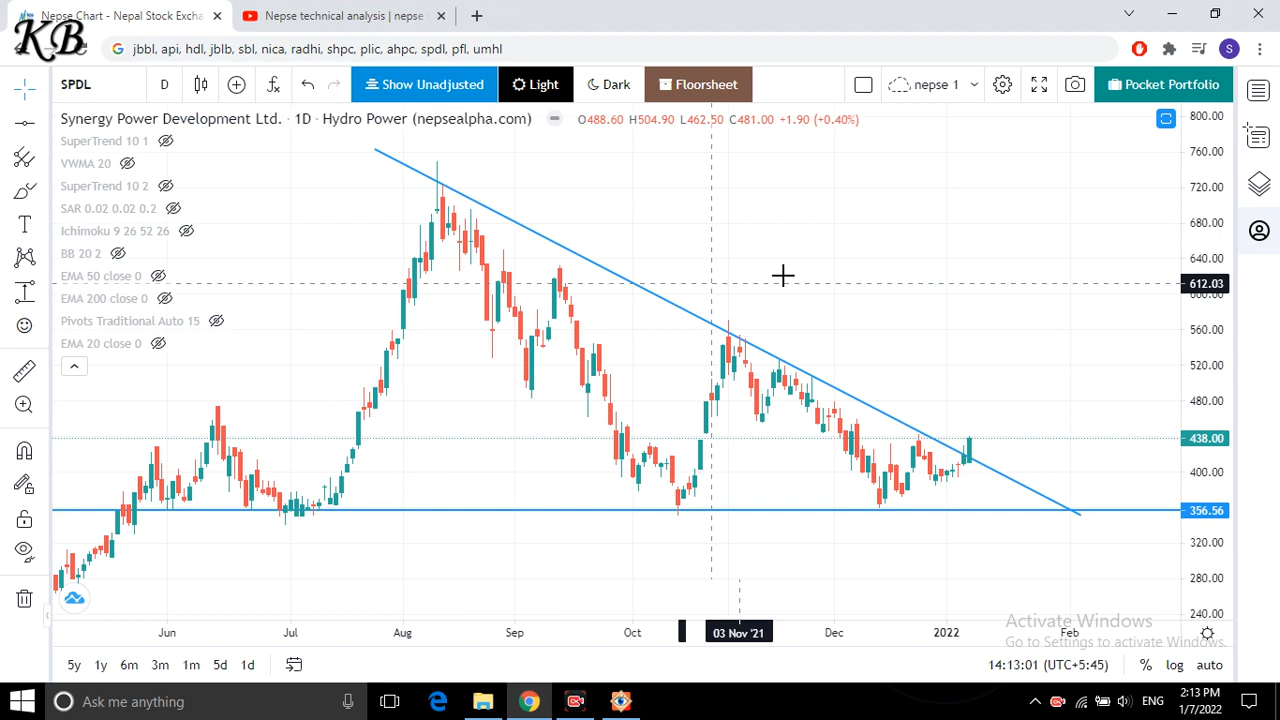 Nepse Chart - Nepal Stock Excha
Nepse technical analysis | nepse
KB
jbbl, api, hdl, jblb, sbl, nica, radhi, shpc, plic, ahpc, spdl, pfl, umhl
S
SPDL
D
Show Unadjusted
Light
Dark
Floorsheet
nepse 1
Pocket Portfolio
Synergy Power Development Ltd. · 1D · Hydro Power (nepsealpha.com)
O488.60 H504.90 L462.50 C481.00 +1.90 (+0.40%)
SuperTrend 10 1
VWMA 20
SuperTrend 10 2
SAR 0.02 0.02 0.2
Ichimoku 9 26 52 26
BB 20 2
EMA 50 close 0
EMA 200 close 0
Pivots Traditional Auto 15
EMA 20 close 0
800.00
760.00
720.00
680.00
640.00
612.03
600.00
560.00
520.00
480.00
438.00
400.00
356.56
320.00
280.00
240.00
Jun
Jul
Aug
Sep
Oct
03 Nov '21
Dec
2022
Feb
Activate Windows
Go to Settings to activate Windows.
5y 1y 6m 3m 1m 5d 1d
14:13:01 (UTC+5:45)
% log auto
Ask me anything
ENG
2:13 PM
1/7/2022